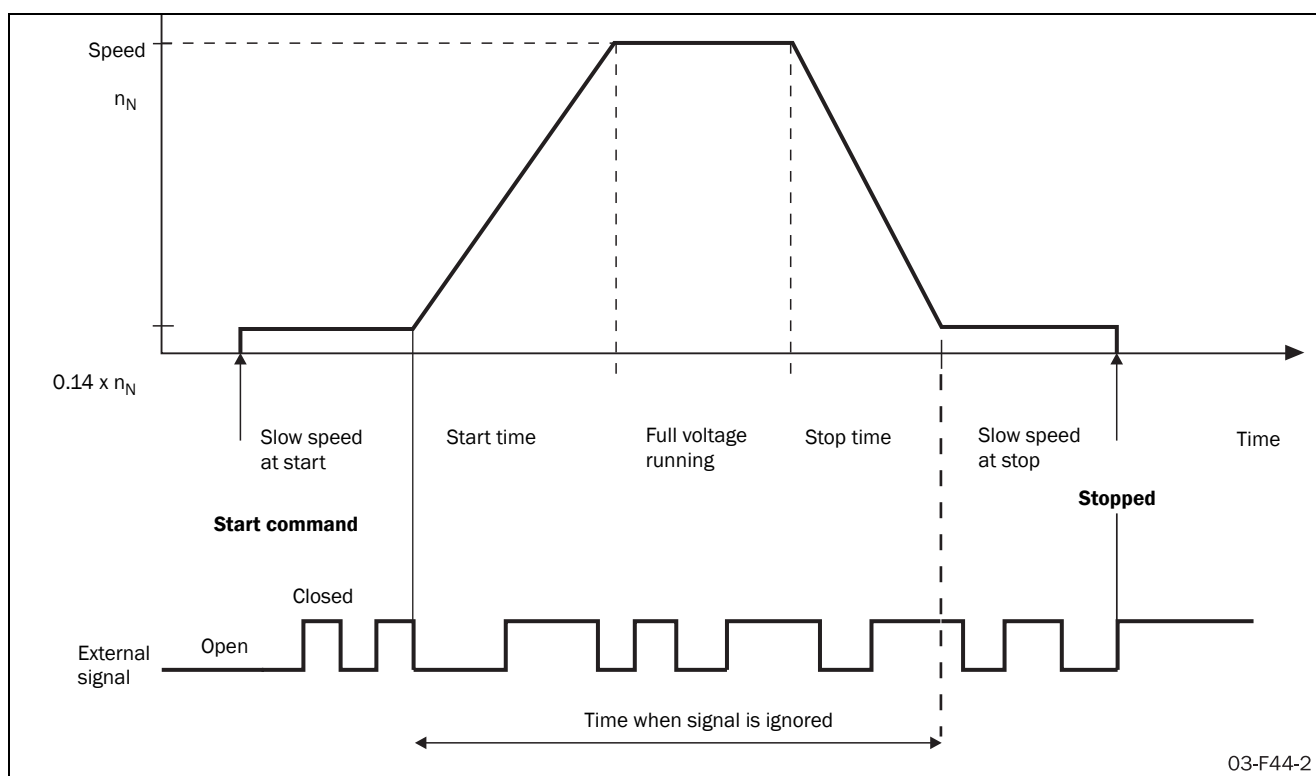 Speed
n_N
0.14 x n_N
Slow speed
at start
Start time
Full voltage
running
Stop time
Slow speed
at stop
Time
Start command
Stopped
Closed
Open
External
signal
Time when signal is ignored
03-F44-2